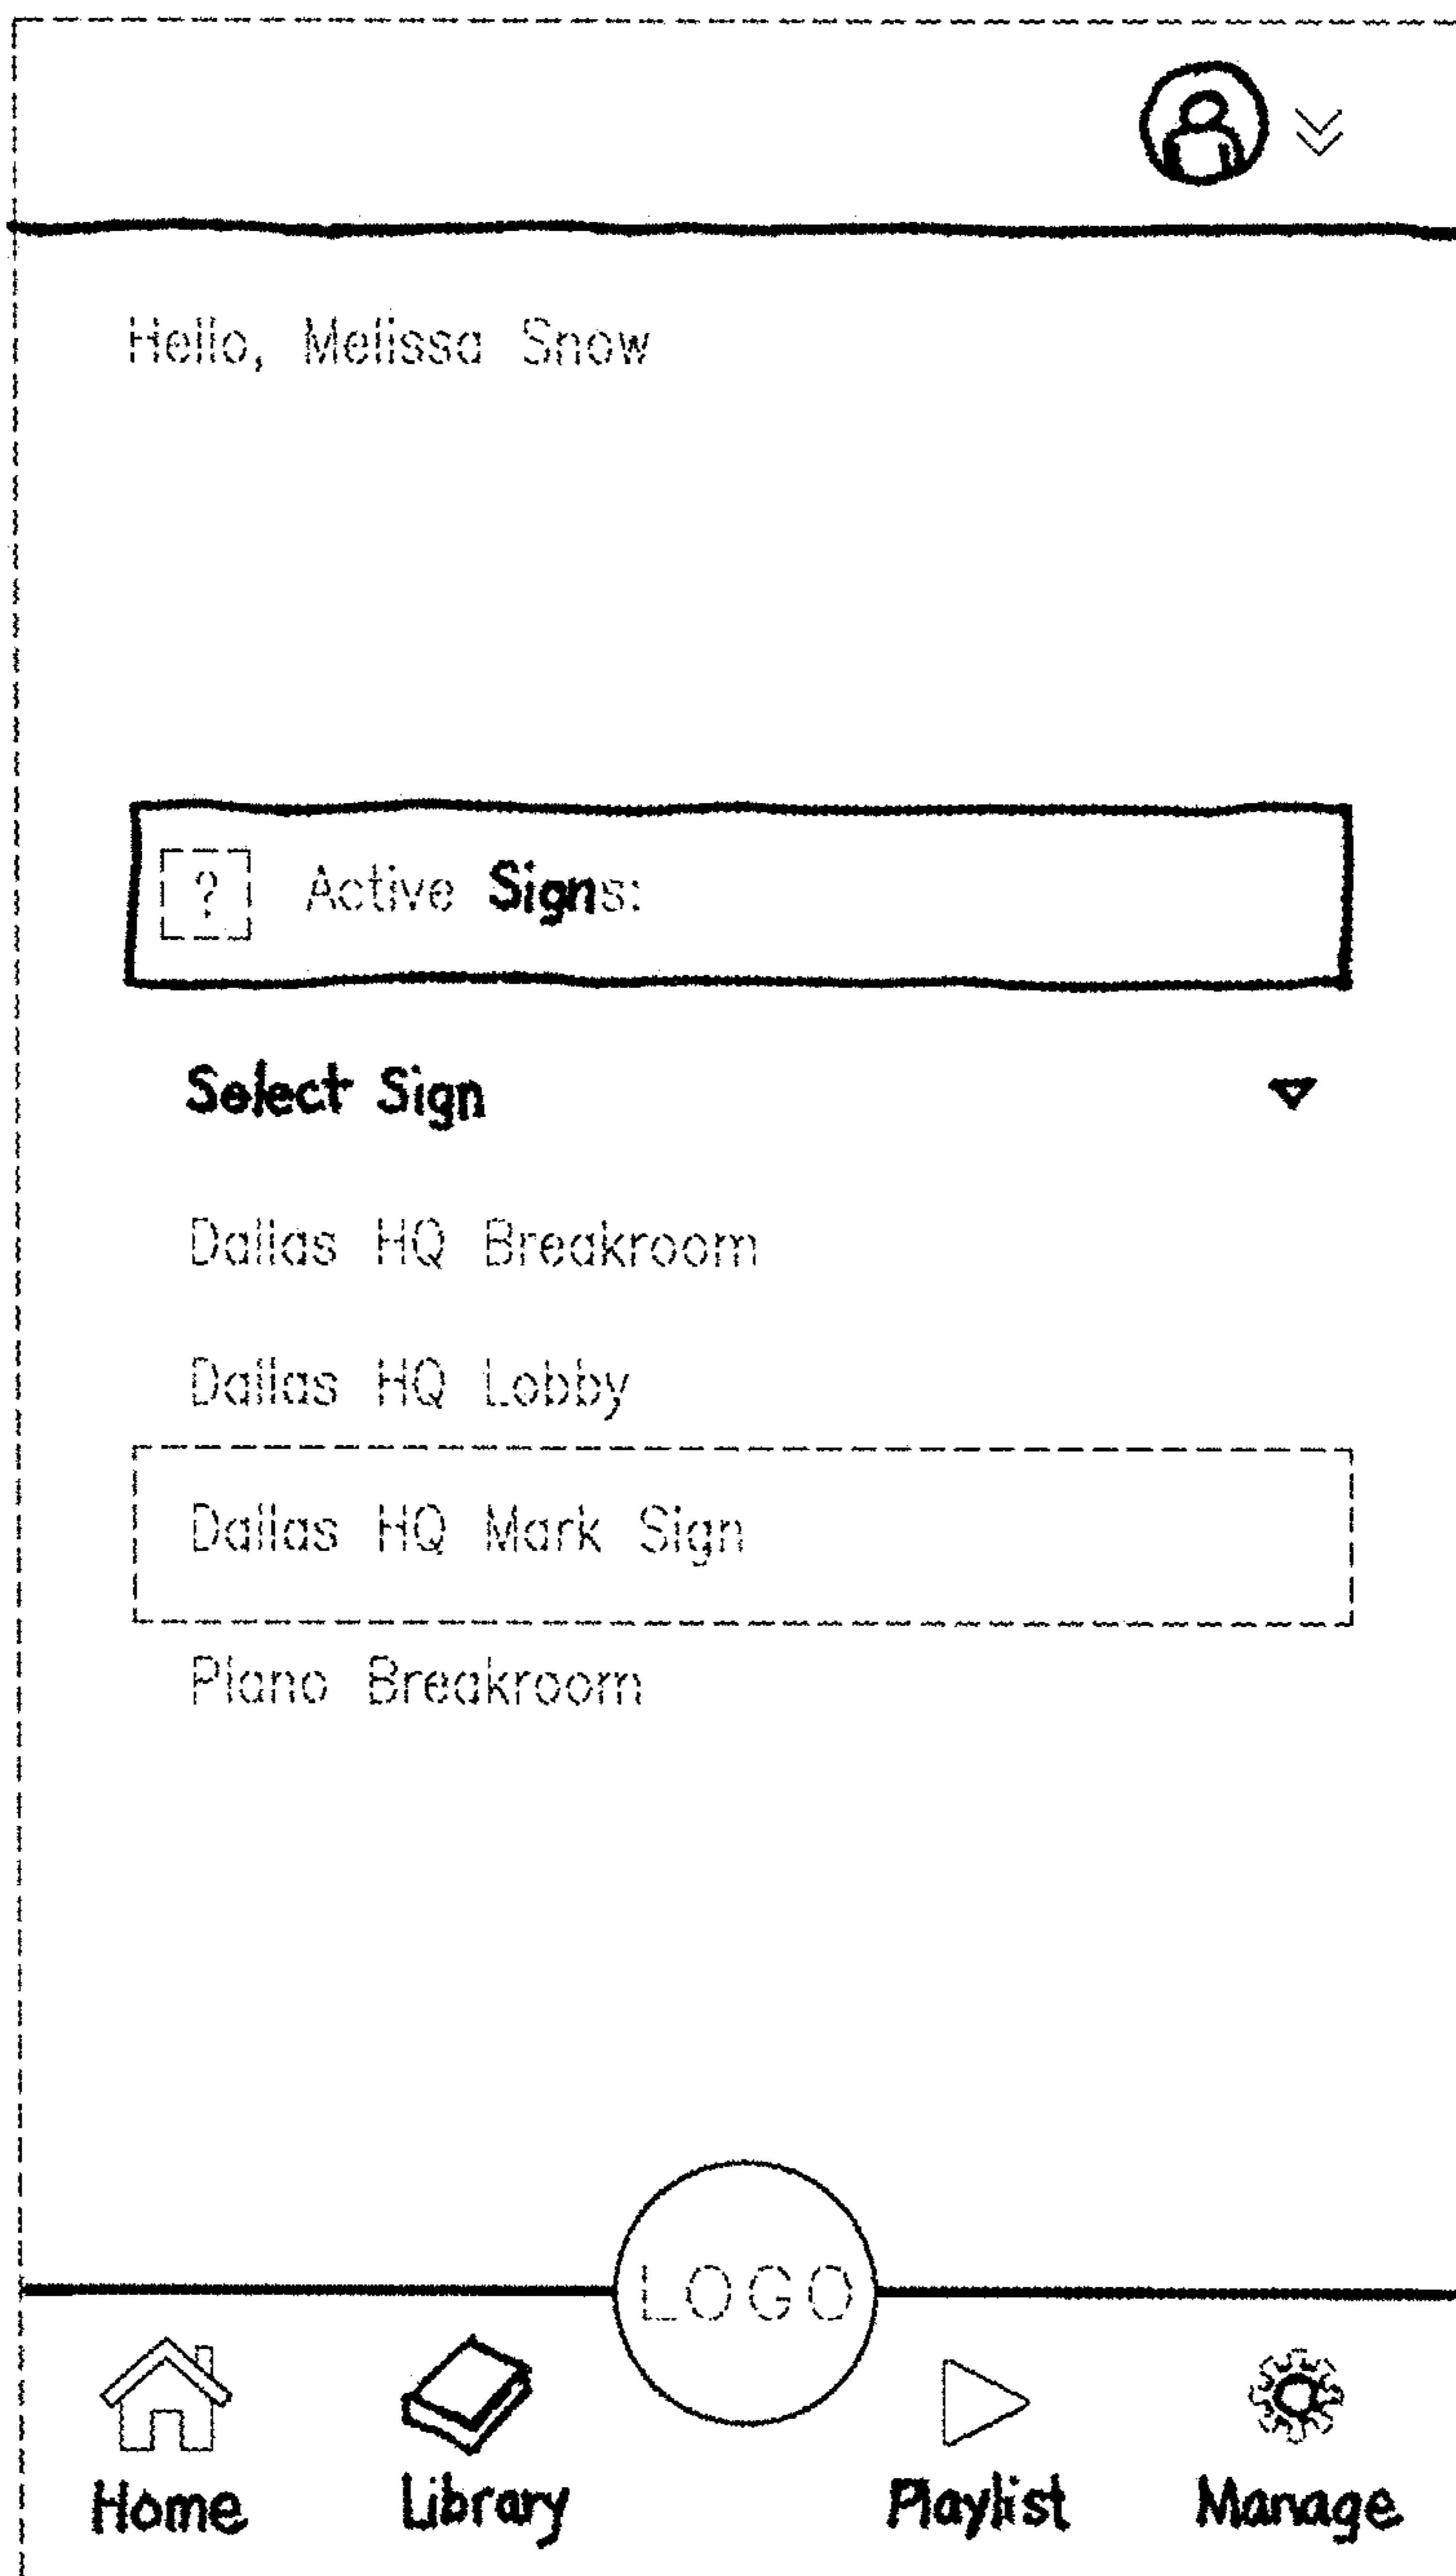 Hello, Melissa Snow
? Active Signs:
Select Sign
Dallas HQ Breakroom
Dallas HQ Lobby
Dallas HQ Mark Sign
Plano Breakroom
LOGO
Home Library Playlist Manage